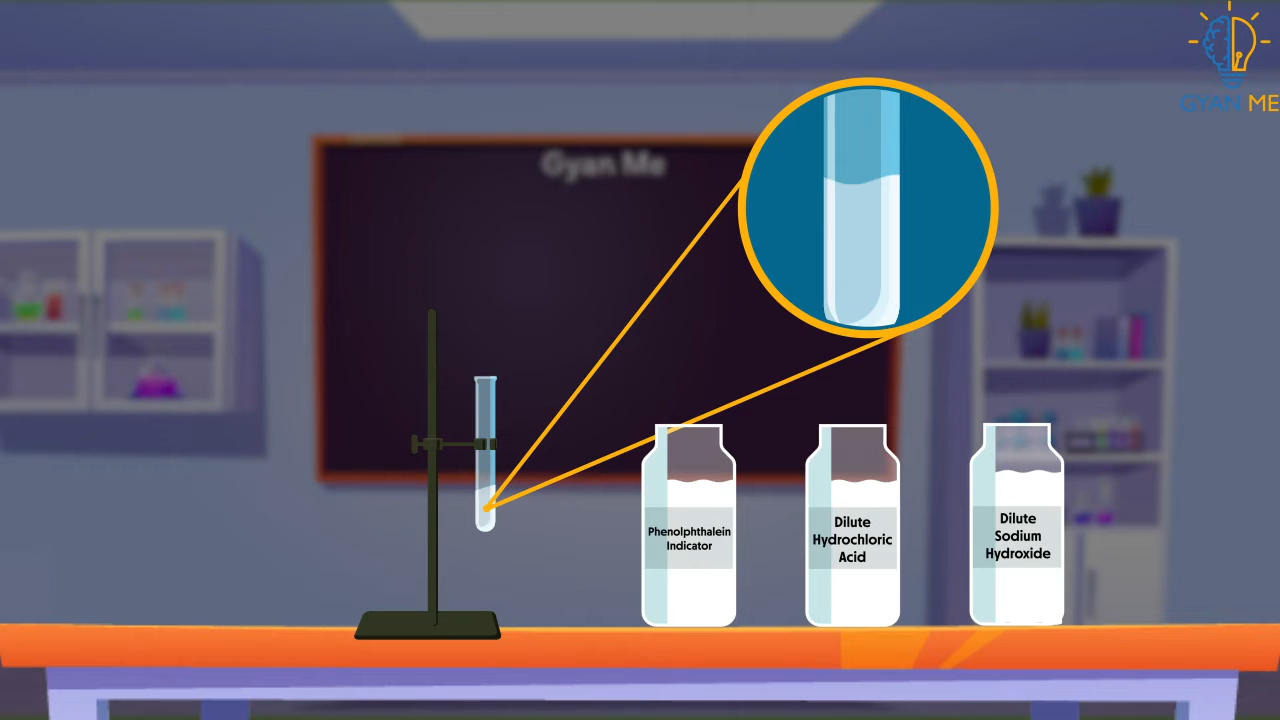 GYAN ME
Gyan Me
Phenolphthalein
Indicator
Dilute
Hydrochloric
Acid
Dilute
Sodium
Hydroxide